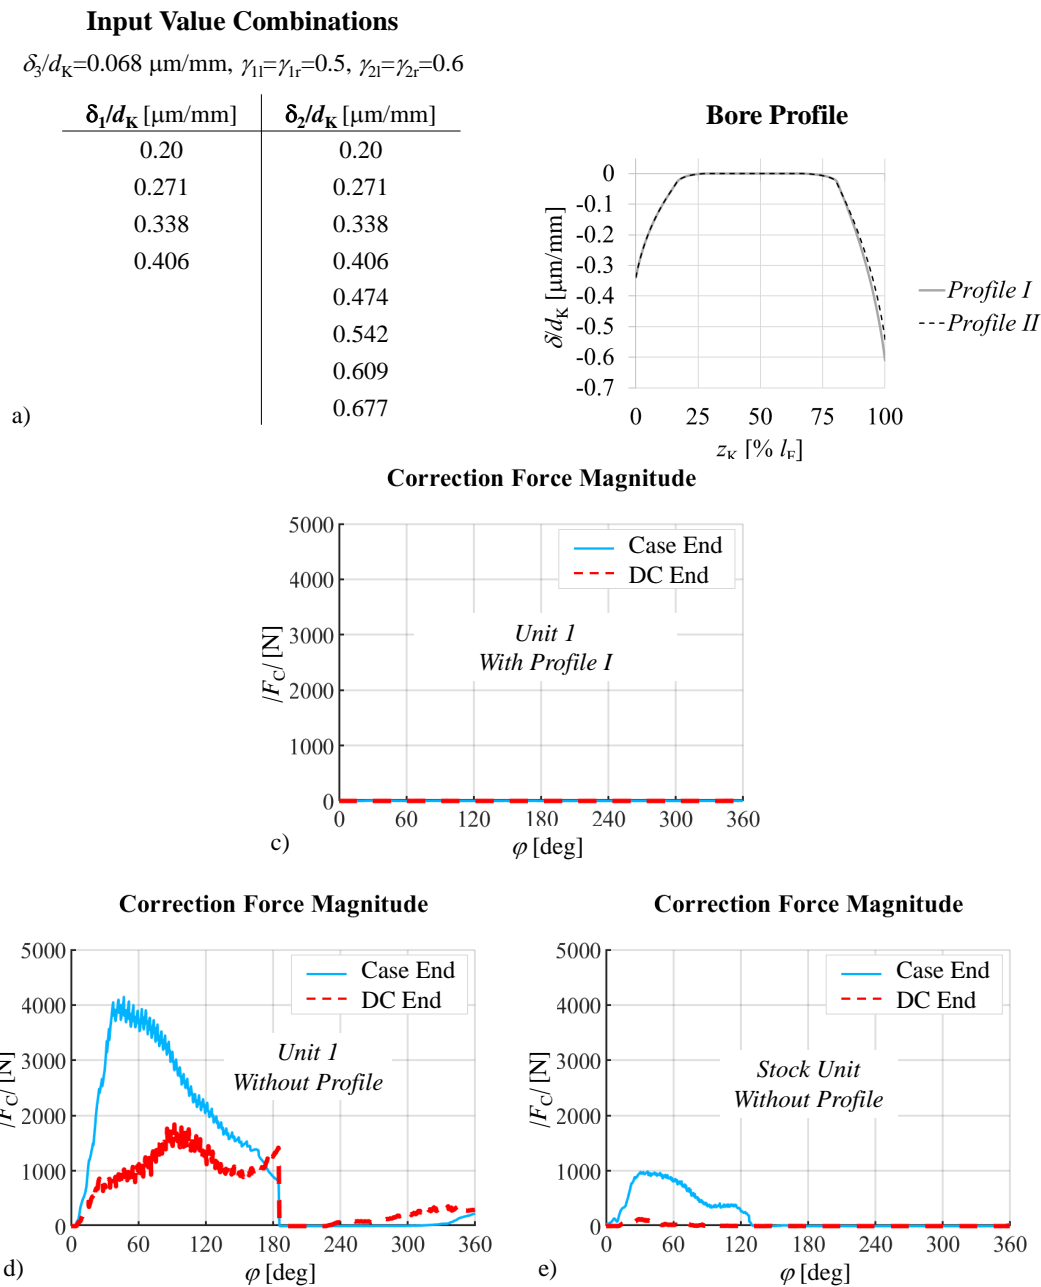 Input Value Combinations
δ3/dK=0.068 μm/mm, γ1l=γ1r=0.5, γ2l=γ2r=0.6
δ1/dK [μm/mm] δ2/dK [μm/mm]
0.20 0.20
0.271 0.271
0.338 0.338
0.406 0.406
0.474
0.542
0.609
0.677
a)
Bore Profile
δ/dK [μm/mm]
0
-0.1
-0.2
-0.3
-0.4
-0.5
-0.6
-0.7
0 25 50 75 100
zK [% lF]
Profile I
Profile II
Correction Force Magnitude
/FC/ [N]
5000
4000
3000
2000
1000
0
Case End
DC End
Unit 1
With Profile I
0 60 120 180 240 300 360
φ [deg]
c)
Correction Force Magnitude
/FC/ [N]
5000
4000
3000
2000
1000
0
Case End
DC End
Unit 1
Without Profile
0 60 120 180 240 300 360
φ [deg]
d)
Correction Force Magnitude
/FC/ [N]
5000
4000
3000
2000
1000
0
Case End
DC End
Stock Unit
Without Profile
0 60 120 180 240 300 360
φ [deg]
e)